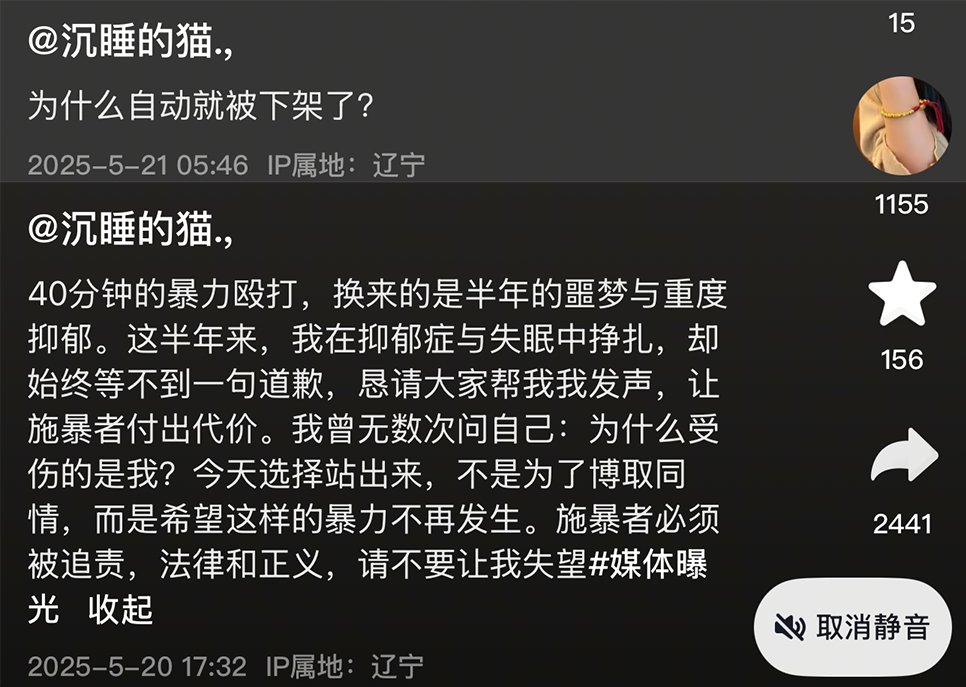 @沉睡的猫.,
15
为什么自动就被下架了?
2025-5-21 05:46 IP属地：辽宁
@沉睡的猫.,
1155
40分钟的暴力殴打，换来的是半年的噩梦与重度
抑郁。这半年来，我在抑郁症与失眠中挣扎，却
始终等不到一句道歉，恳请大家帮我我发声，让
施暴者付出代价。我曾无数次问自己：为什么受
伤的是我？今天选择站出来，不是为了博取同
情，而是希望这样的暴力不再发生。施暴者必须
被追责，法律和正义，请不要让我失望#媒体曝
光 收起
156
2441
取消静音
2025-5-20 17:32 IP属地：辽宁